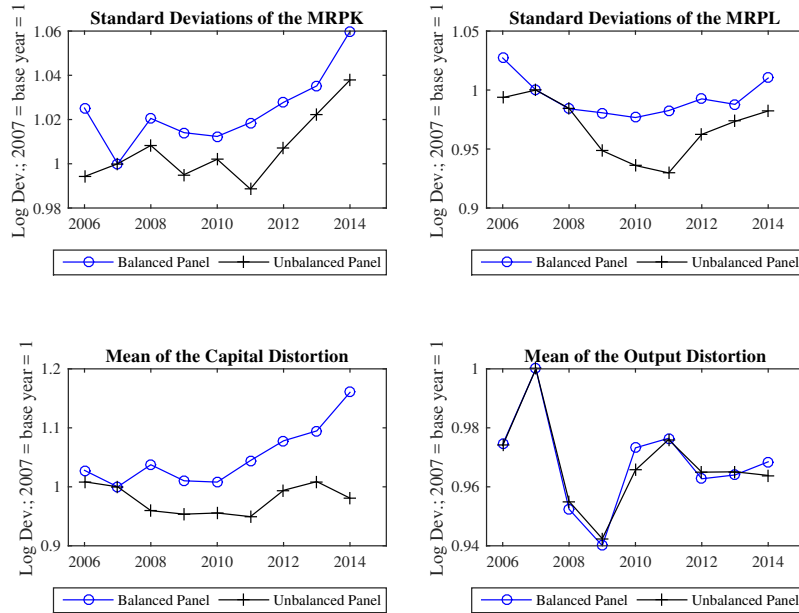 Standard Deviations of the MRPK
Log Dev.; 2007 = base year = 1
1.06
1.04
1.02
1
0.98
2006 2008 2010 2012 2014
Balanced Panel Unbalanced Panel
Standard Deviations of the MRPL
Log Dev.; 2007 = base year = 1
1.05
1
0.95
0.9
2006 2008 2010 2012 2014
Balanced Panel Unbalanced Panel
Mean of the Capital Distortion
Log Dev.; 2007 = base year = 1
1.2
1.1
1
0.9
2006 2008 2010 2012 2014
Balanced Panel Unbalanced Panel
Mean of the Output Distortion
Log Dev.; 2007 = base year = 1
1
0.98
0.96
0.94
2006 2008 2010 2012 2014
Balanced Panel Unbalanced Panel